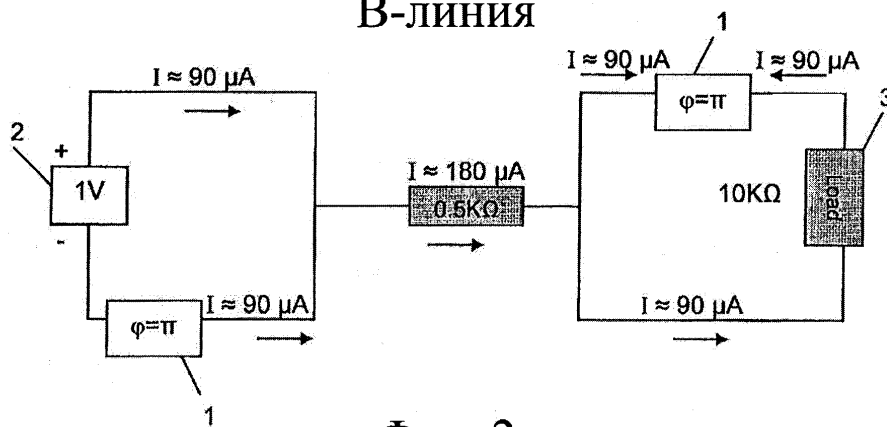 В-линия
1
I ≈ 90 μA
I ≈ 90 μA
I ≈ 90 μA
φ=π
2
3
+
1V
-
I ≈ 180 μA
0.5KΩ
10KΩ
Load
I ≈ 90 μA
φ=π
I ≈ 90 μA
1